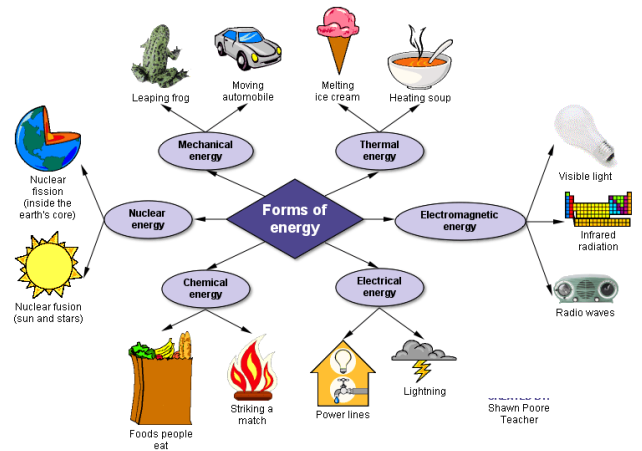 Leaping frog
Moving
automobile
Melting
ice cream
Heating soup
Mechanical
energy
Thermal
energy
Nuclear
fission
(inside the
earth's core)
Visible light
Nuclear
energy
Forms of
energy
Electromagnetic
energy
Infrared
radiation
Nuclear fusion
(sun and stars)
Chemical
energy
Electrical
energy
Radio waves
Foods people
eat
Striking a
match
Power lines
Lightning
Shawn Poore
Teacher